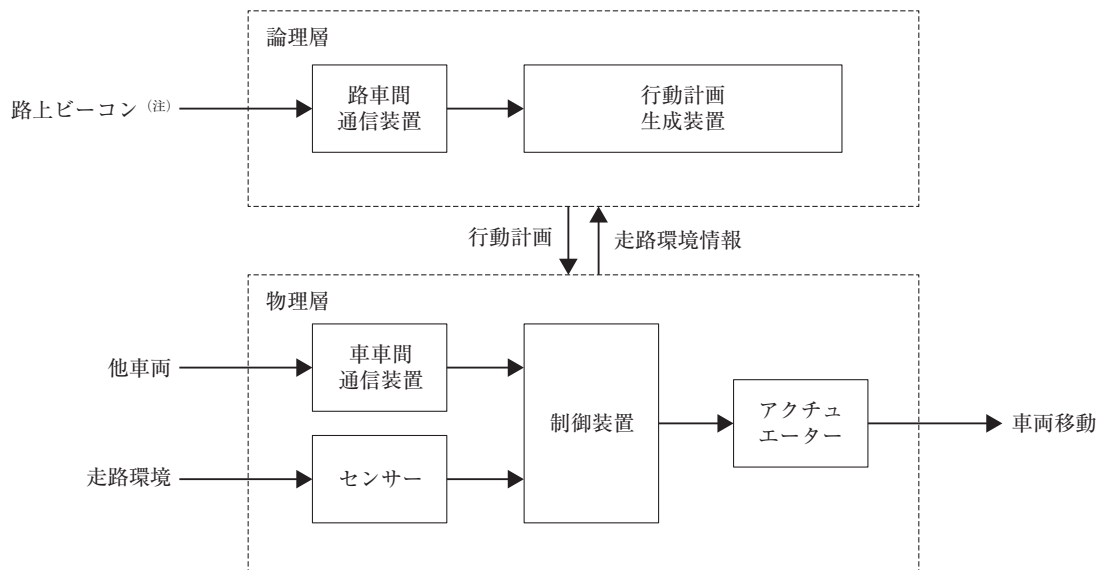 論理層
路上ビーコン（注）
路車間
通信装置
行動計画
生成装置
行動計画
走路環境情報
物理層
他車両
車車間
通信装置
制御装置
アクチュ
エーター
車両移動
走路環境
センサー